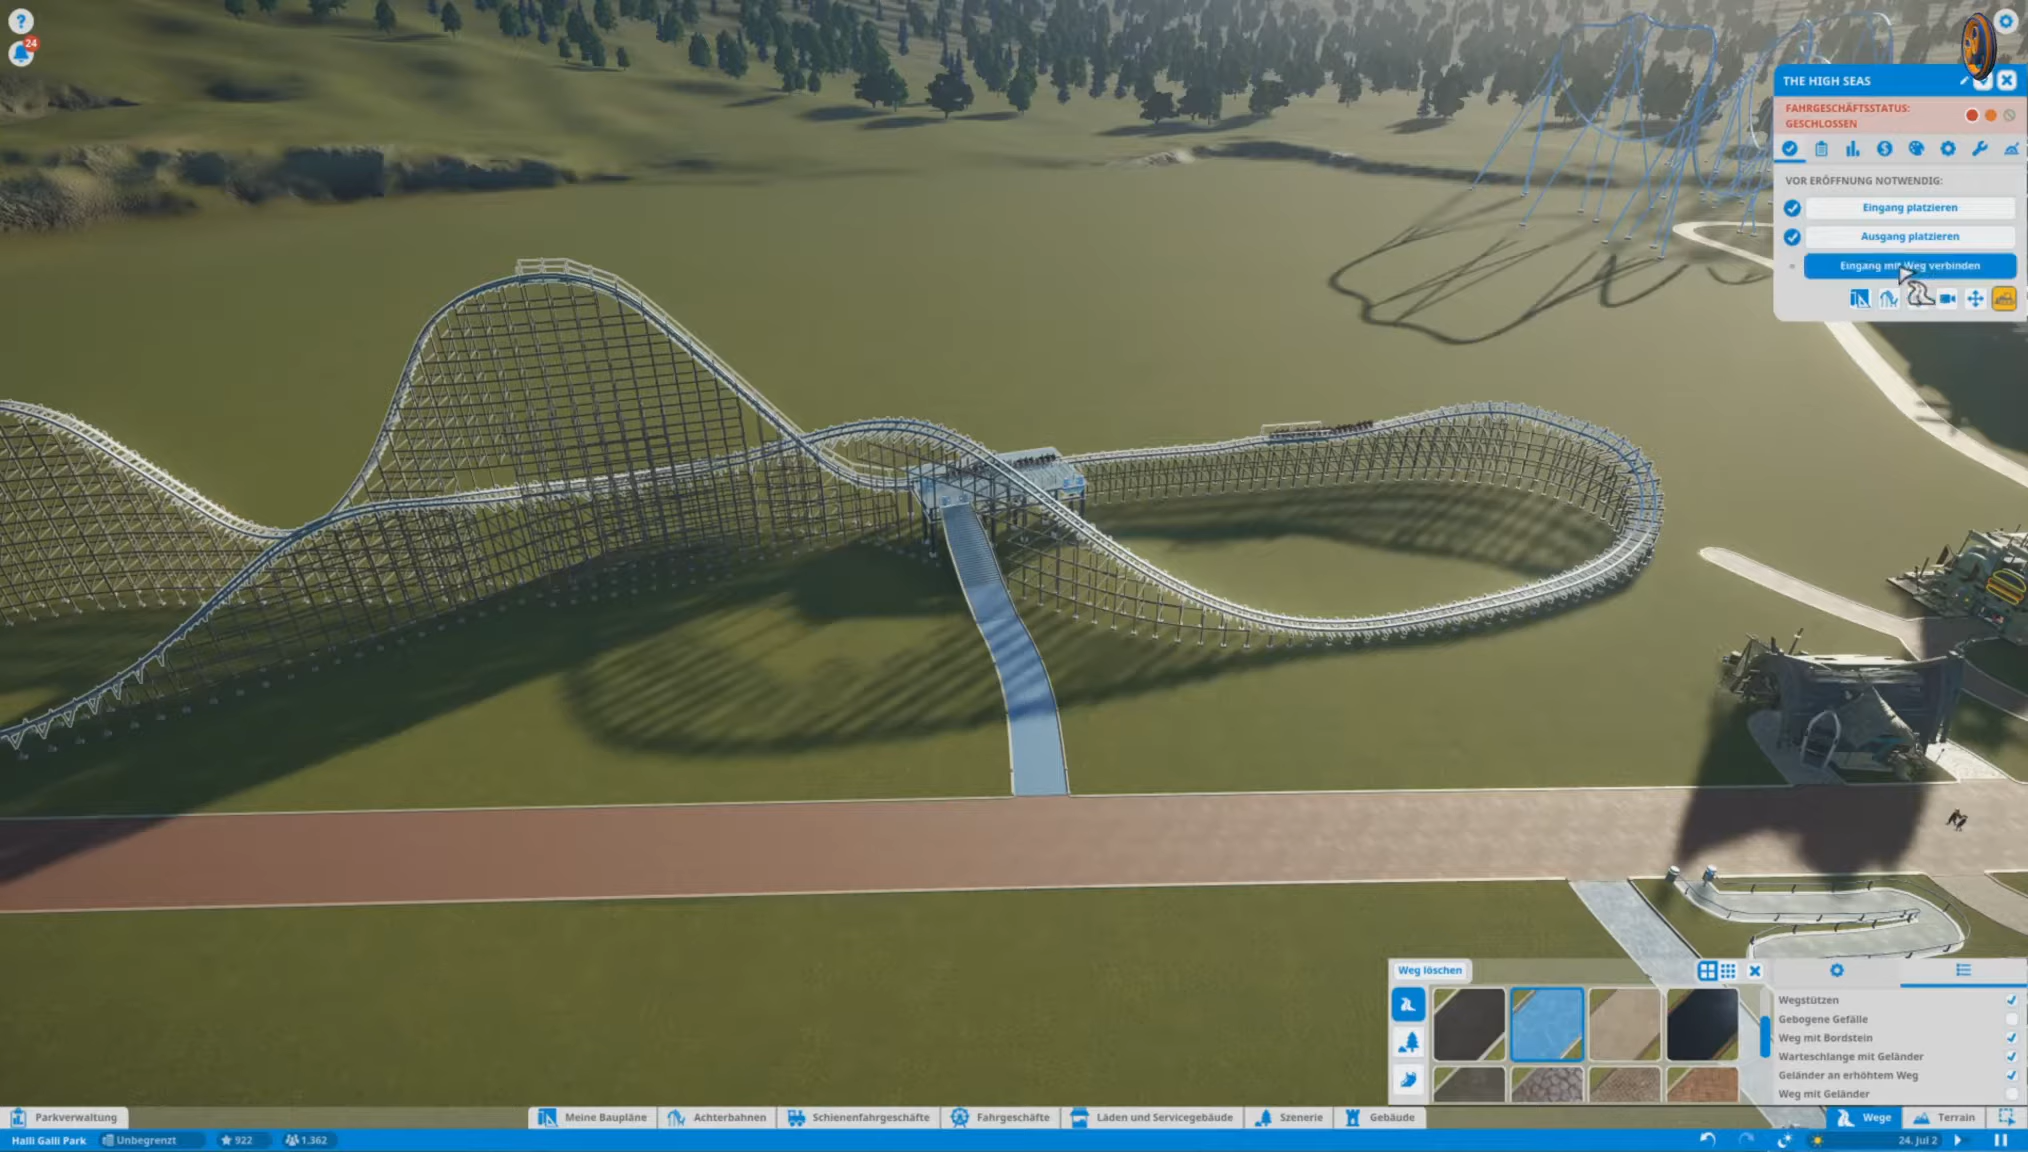 24
THE HIGH SEAS
FAHRGESCHÄFTSSTATUS:
GESCHLOSSEN
VOR ERÖFFNUNG NOTWENDIG:
Eingang platzieren
Ausgang platzieren
Eingang mit Weg verbinden
Weg löschen
Wegstützen
Gebogene Gefälle
Weg mit Bordstein
Warteschlange mit Geländer
Geländer an erhöhtem Weg
Weg mit Geländer
Parkverwaltung
Meine Baupläne
Achterbahnen
Schienenfahrgeschäfte
Fahrgeschäfte
Läden und Servicegebäude
Szenerie
Gebäude
Wege
Terrain
Halli Galli Park
Unbegrenzt
922
1.362
24. Jul 2